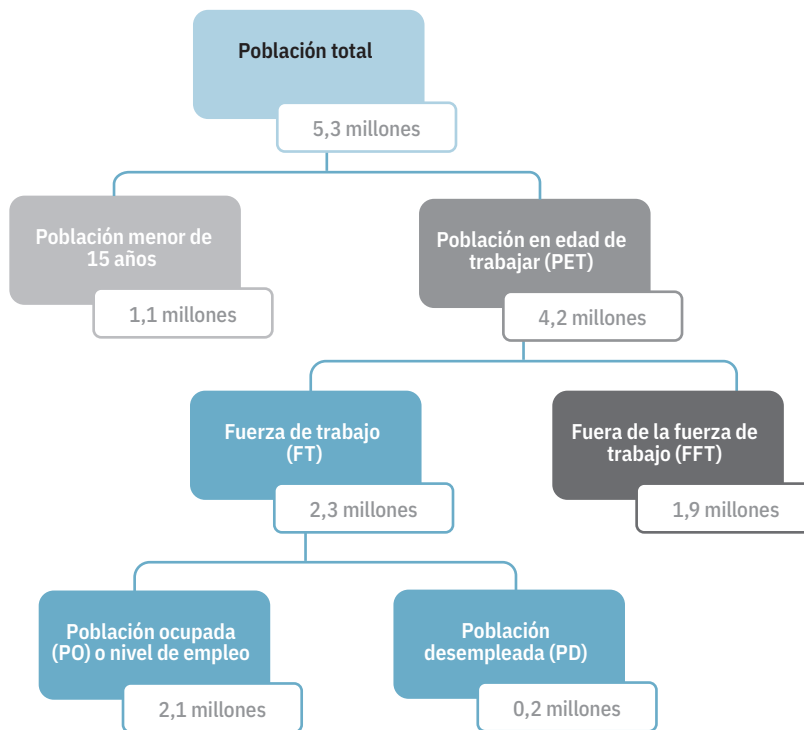 Población total
5,3 millones
Población menor de
15 años
1,1 millones
Población en edad de
trabajar (PET)
4,2 millones
Fuerza de trabajo
(FT)
2,3 millones
Fuera de la fuerza de
trabajo (FFT)
1,9 millones
Población ocupada
(PO) o nivel de empleo
2,1 millones
Población
desempleada (PD)
0,2 millones